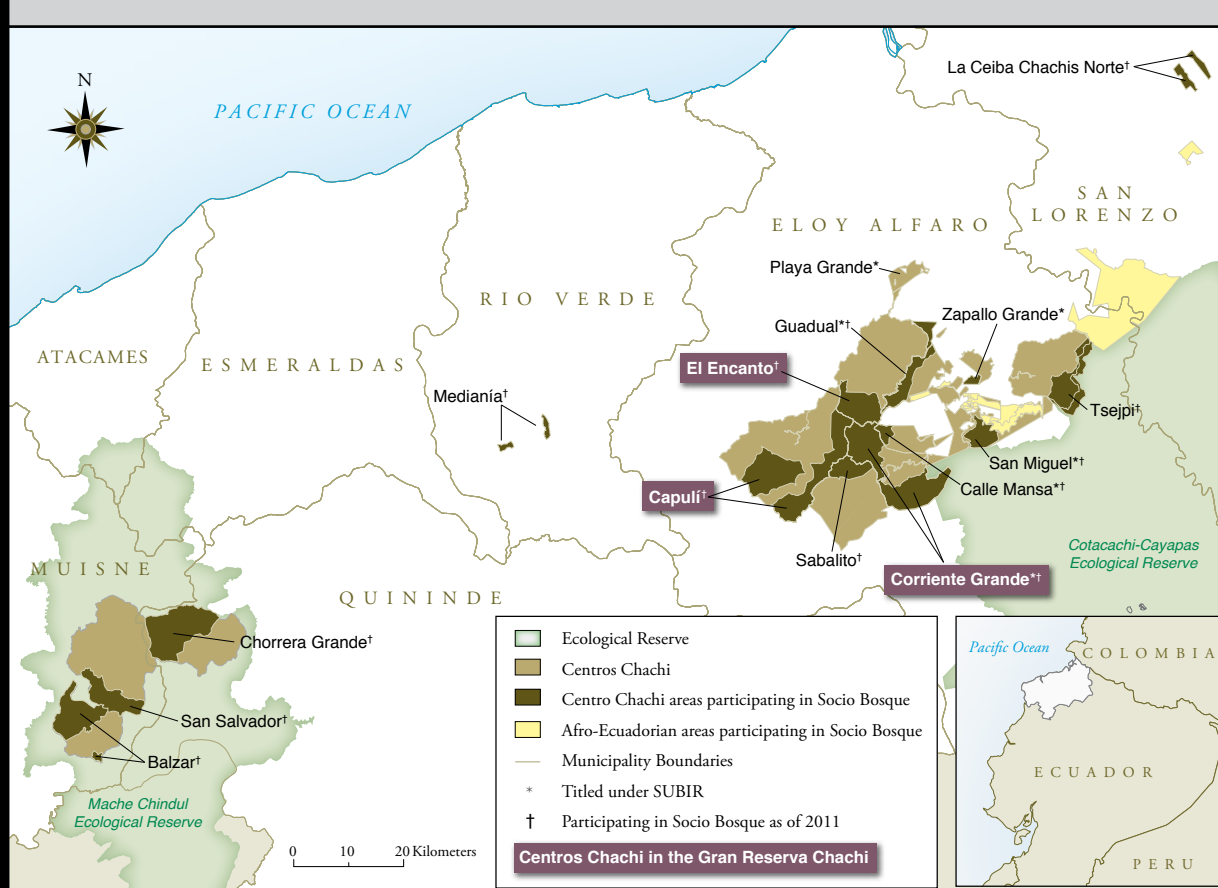 La Ceiba Chachis Norte†
N
PACIFIC OCEAN
SAN
LORENZO
ELOY ALFARO
Playa Grande*
RIO VERDE
Zapallo Grande*
Guadual*†
ATACAMES
ESMERALDAS
El Encanto†
Medianía†
Tsejpi†
San Miguel*†
Calle Mansa*†
Capulí†
Sabalito†
Cotacachi-Cayapas
Ecological Reserve
Corriente Grande*†
MUISNE
QUININDE
Chorrera Grande†
San Salvador†
Balzar†
Mache Chindul
Ecological Reserve
0 10 20 Kilometers
Ecological Reserve
Centros Chachi
Centro Chachi areas participating in Socio Bosque
Afro-Ecuadorian areas participating in Socio Bosque
Municipality Boundaries
* Titled under SUBIR
† Participating in Socio Bosque as of 2011
Centros Chachi in the Gran Reserva Chachi
Pacific Ocean
COLOMBIA
ECUADOR
PERU